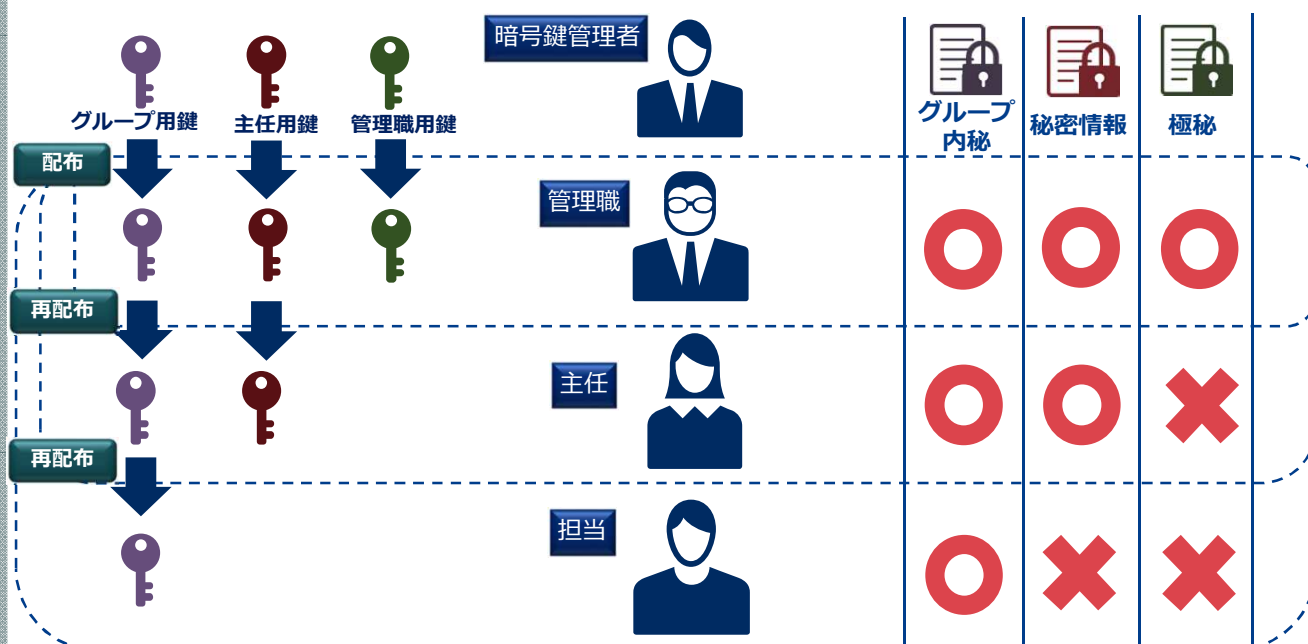 暗号鍵管理者
グループ用鍵
主任用鍵
管理職用鍵
グループ
内秘
秘密情報
極秘
配布
管理職
再配布
主任
再配布
担当